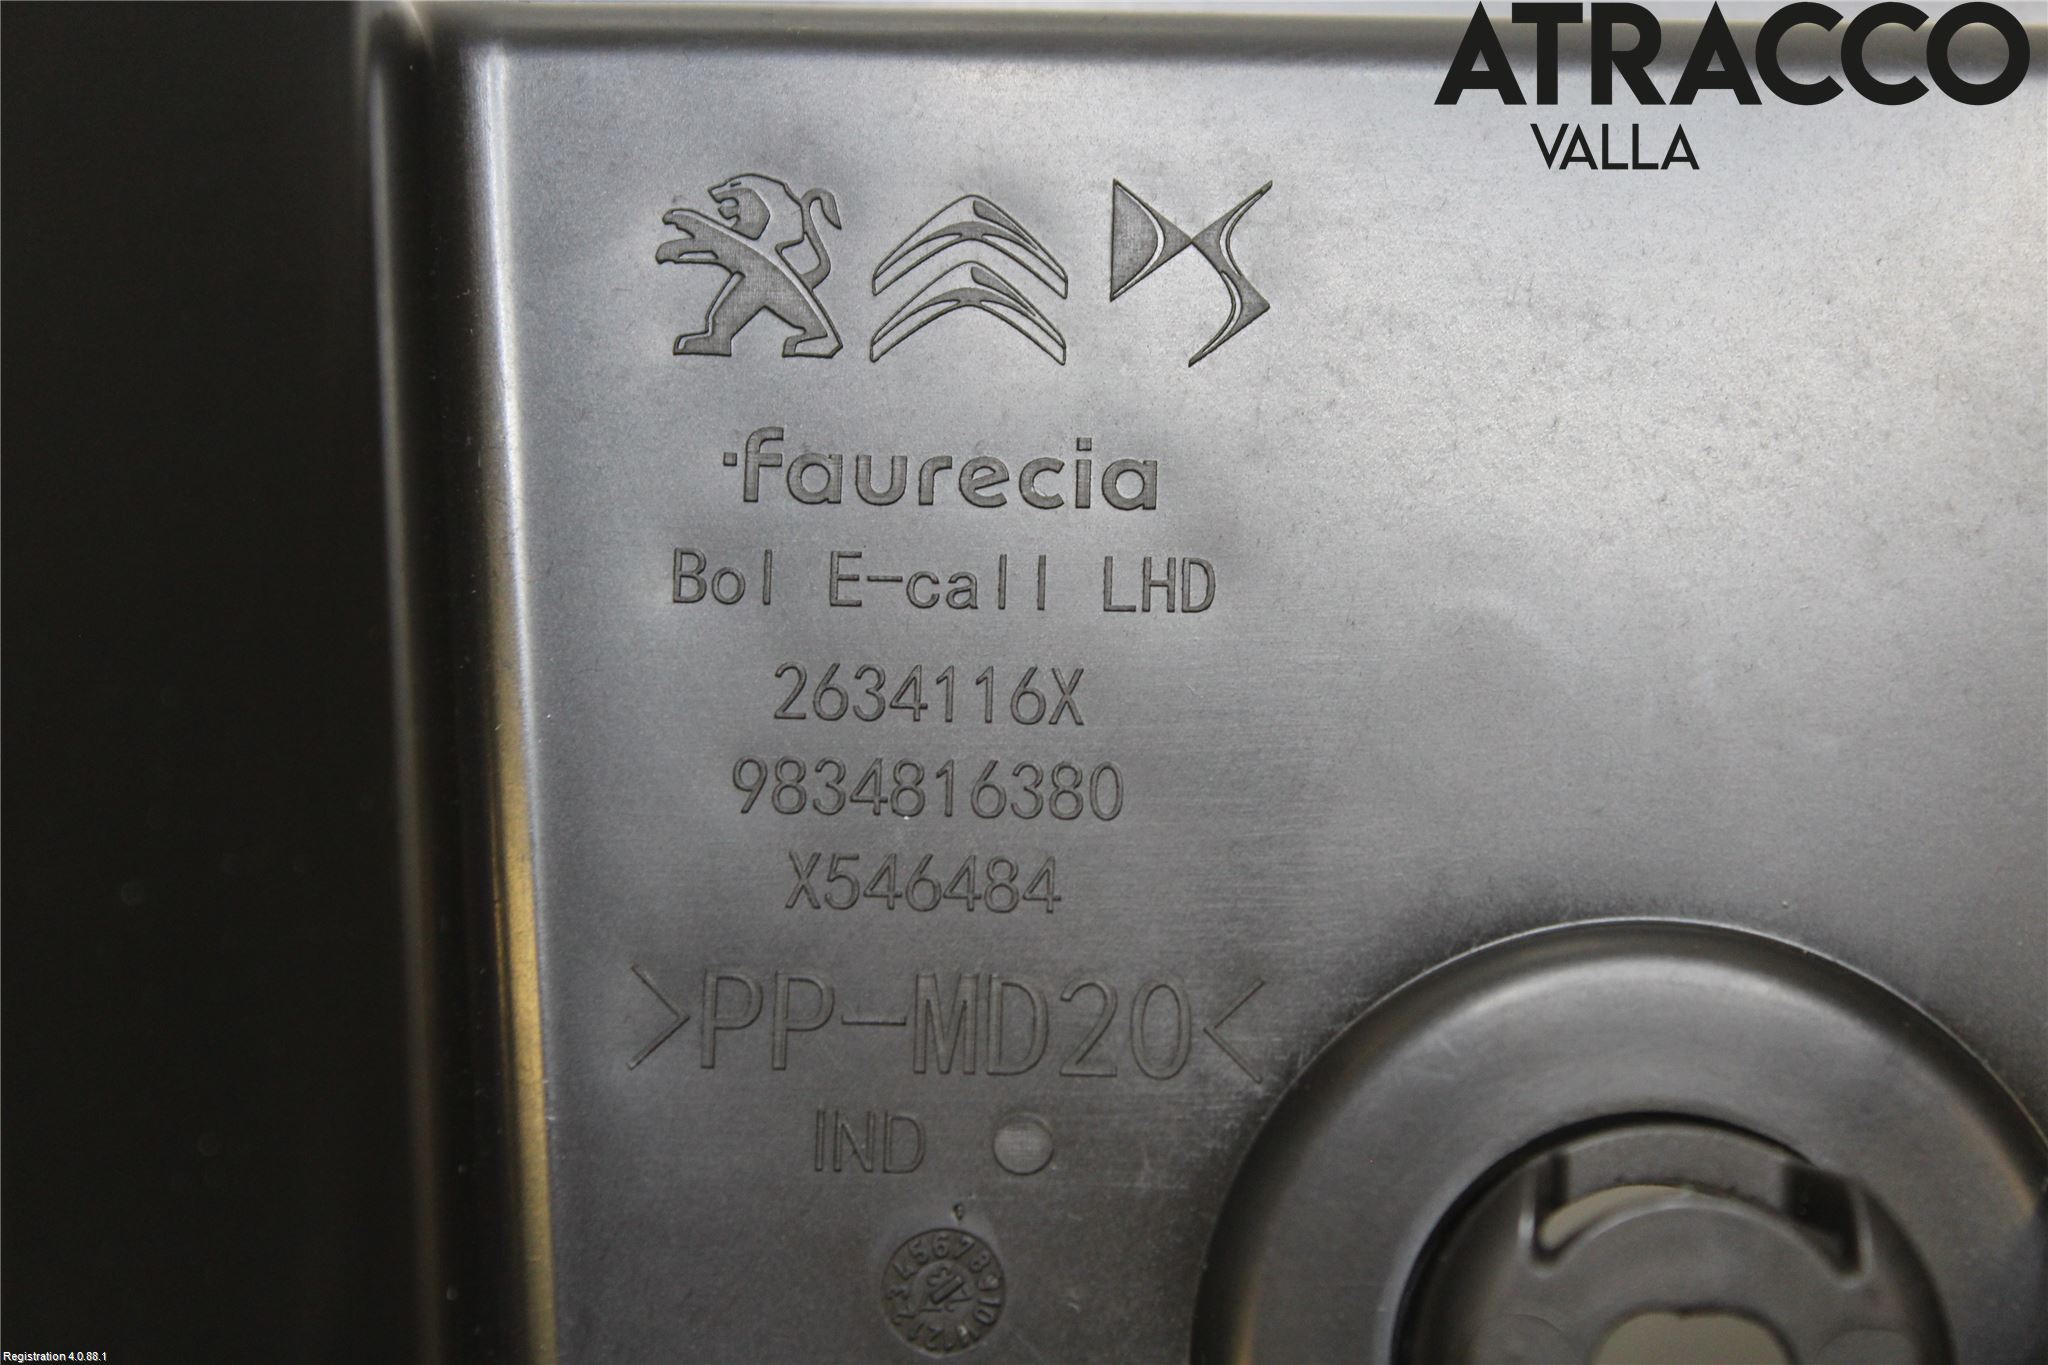 ATRACCO
VALLA
faurecia
Bol E-call LHD
2634116X
9834816380
X546484
>PP-MD20<
IND
Registration 4.0.88.1